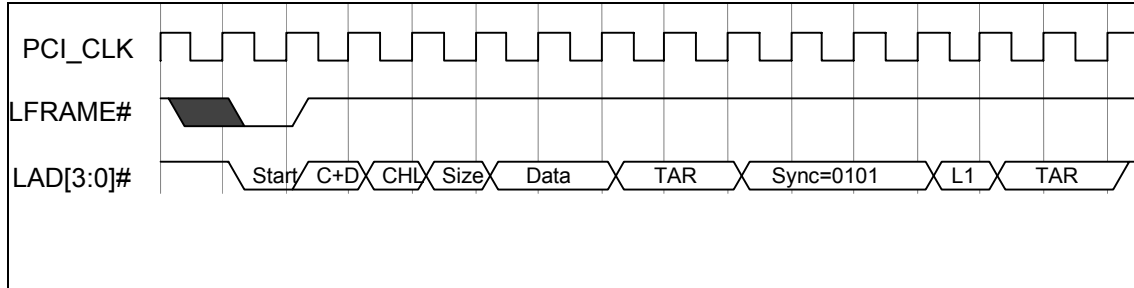 PCI_CLK
LFRAME#
LAD[3:0]# Start C+D CHL Size Data TAR Sync=0101 L1 TAR